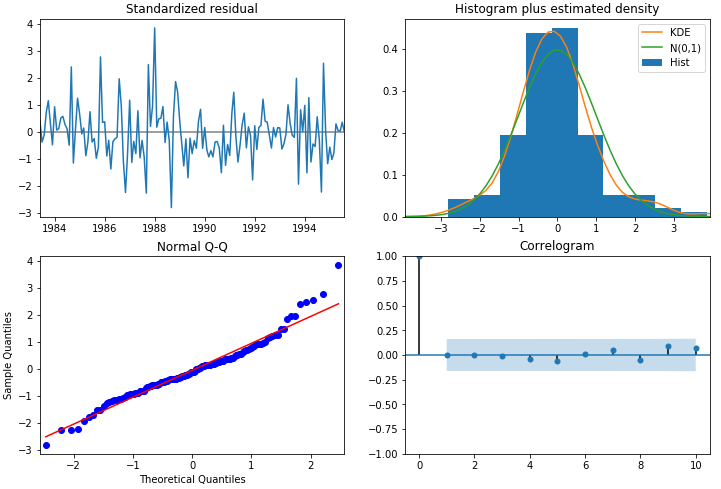 Standardized residual
4
3
2
1
0
−1
−2
−3
1984 1986 1988 1990 1992 1994
Histogram plus estimated density
KDE
N(0,1)
Hist
0.4
0.3
0.2
0.1
0.0
−3 −2 −1 0 1 2 3
Normal Q-Q
Sample Quantiles
4
3
2
1
0
−1
−2
−3
−2 −1 0 1 2
Theoretical Quantiles
Correlogram
1.00
0.75
0.50
0.25
0.00
−0.25
−0.50
−0.75
−1.00
0 2 4 6 8 10